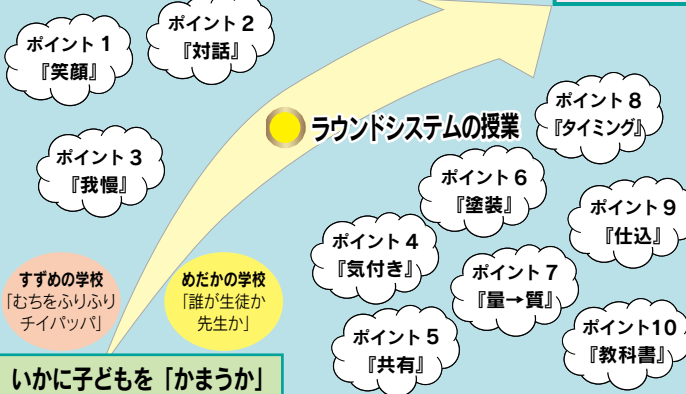 ポイント1
『笑顔』
ポイント2
『対話』
ポイント3
『我慢』
ラウンドシステムの授業
ポイント8
『タイミング』
ポイント6
『塗装』
ポイント9
『仕込』
ポイント4
『気付き』
ポイント7
『量→質』
ポイント5
『共有』
ポイント10
『教科書』
すずめの学校
「むちをふりふり
チイパッパ」
めだかの学校
「誰が生徒か
先生か」
いかに子どもを「かまうか」